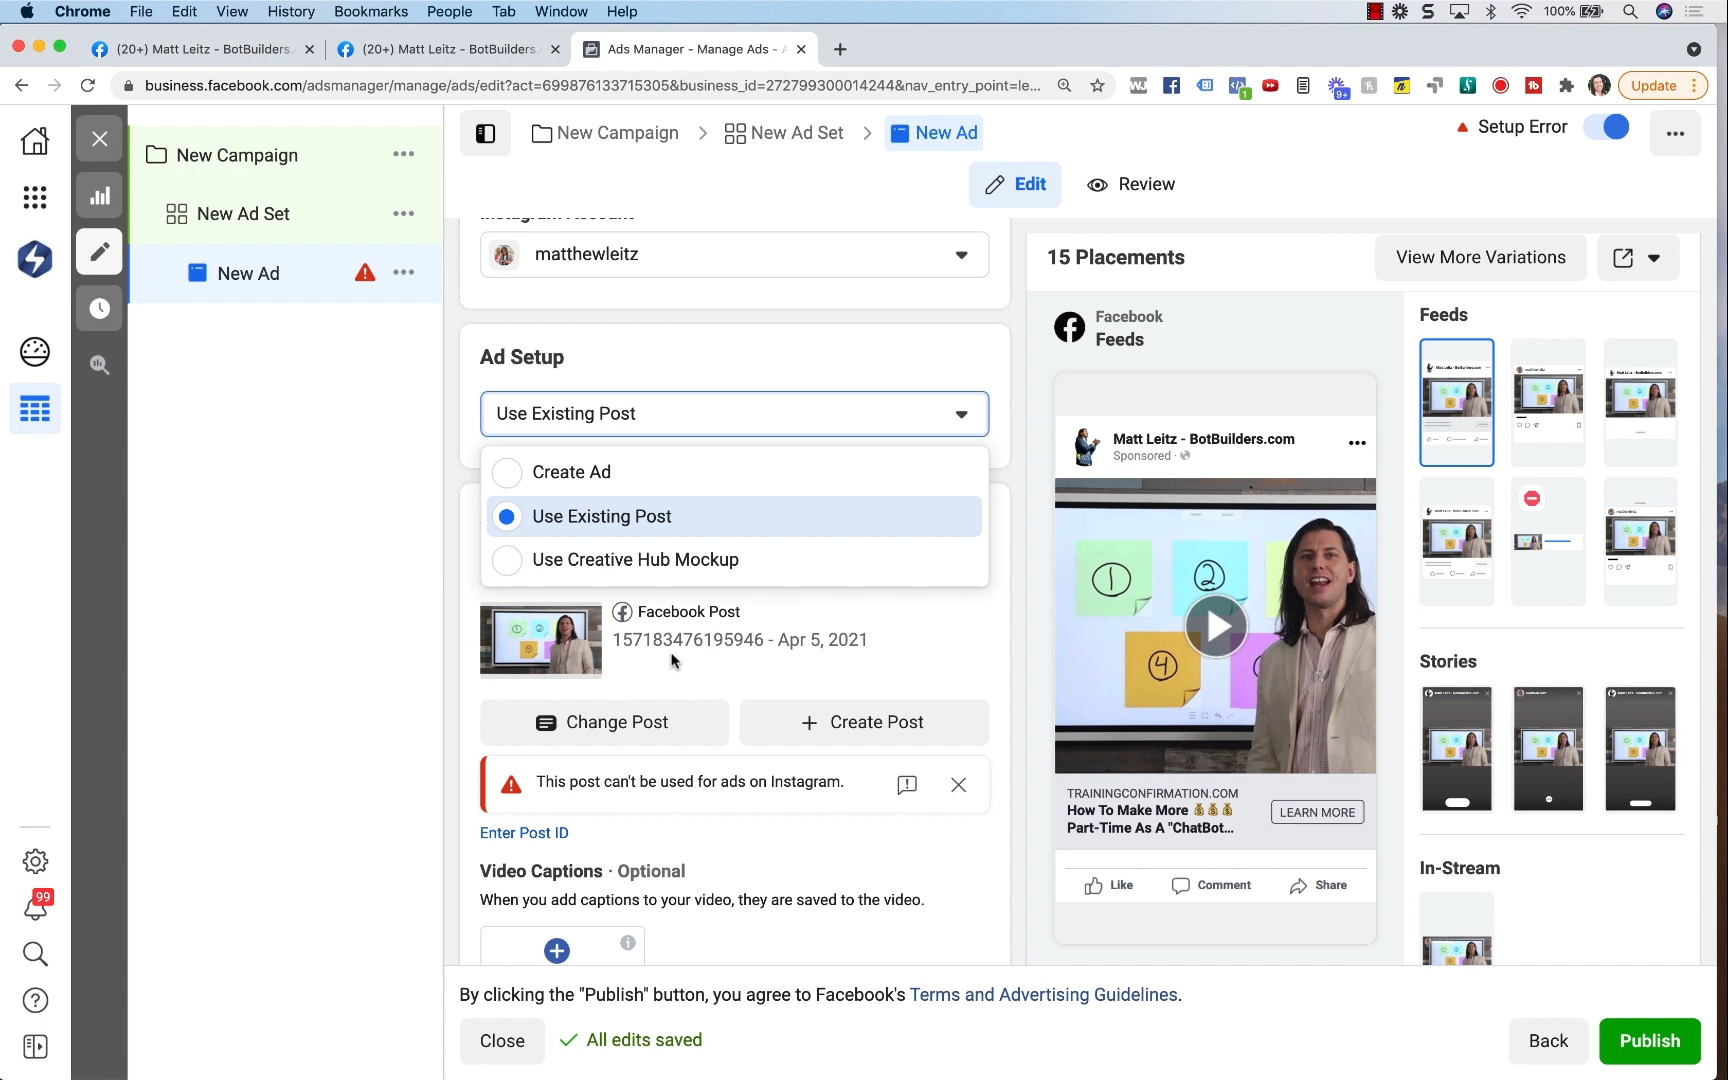 Chrome File Edit View History Bookmarks People Tab Window Help
100%
(20+) Matt Leitz - BotBuilders.
(20+) Matt Leitz - BotBuilders.
Ads Manager - Manage Ads -
business.facebook.com/adsmanager/manage/ads/edit?act=699876133715305&business_id=272799300014244&nav_entry_point=le...
Update
New Campaign
New Ad Set
New Ad
New Campaign > New Ad Set > New Ad
Setup Error
Edit
Review
Instagram Account
matthewleitz
Ad Setup
Use Existing Post
Create Ad
Use Existing Post
Use Creative Hub Mockup
Facebook Post
157183476195946 - Apr 5, 2021
Change Post
+ Create Post
This post can't be used for ads on Instagram.
Enter Post ID
Video Captions · Optional
When you add captions to your video, they are saved to the video.
15 Placements
View More Variations
Facebook
Feeds
Matt Leitz - BotBuilders.com
Sponsored ·
1
2
4
TRAININGCONFIRMATION.COM
How To Make More 💰💰💰
Part-Time As A "ChatBot...
LEARN MORE
Like
Comment
Share
Feeds
Stories
In-Stream
99
By clicking the "Publish" button, you agree to Facebook's Terms and Advertising Guidelines.
Close
All edits saved
Back
Publish